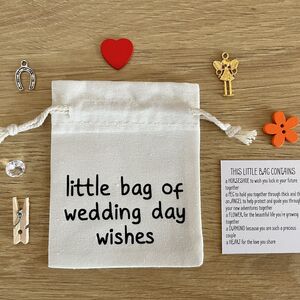 little bag of
wedding day
wishes
THIS LITTLE BAG CONTAINS
a HORSESHOE to wish you luck in your future
together
a PEG to hold you together through thick and thin
an ANGEL to help protect and guide you through
your new adventures together
a FLOWER for the beautiful life you're growing
together
a DIAMOND because you are such a precious
couple
a HEART for the love you share